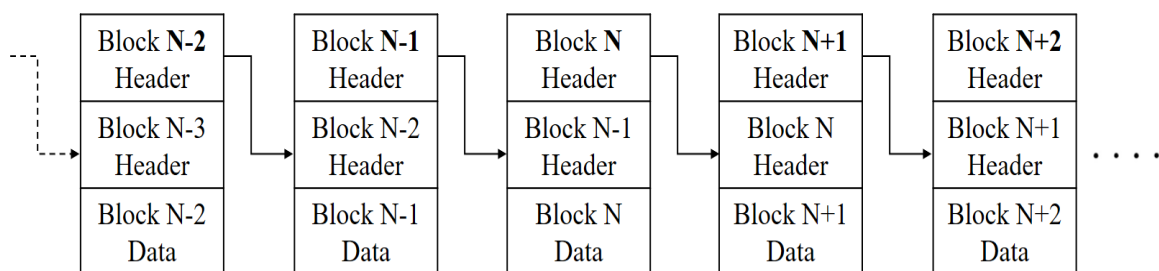 Block N-2
Header
Block N-3
Header
Block N-2
Data
Block N-1
Header
Block N-2
Header
Block N-1
Data
Block N
Header
Block N-1
Header
Block N
Data
Block N+1
Header
Block N
Header
Block N+1
Data
Block N+2
Header
Block N+1
Header
Block N+2
Data
. . . .